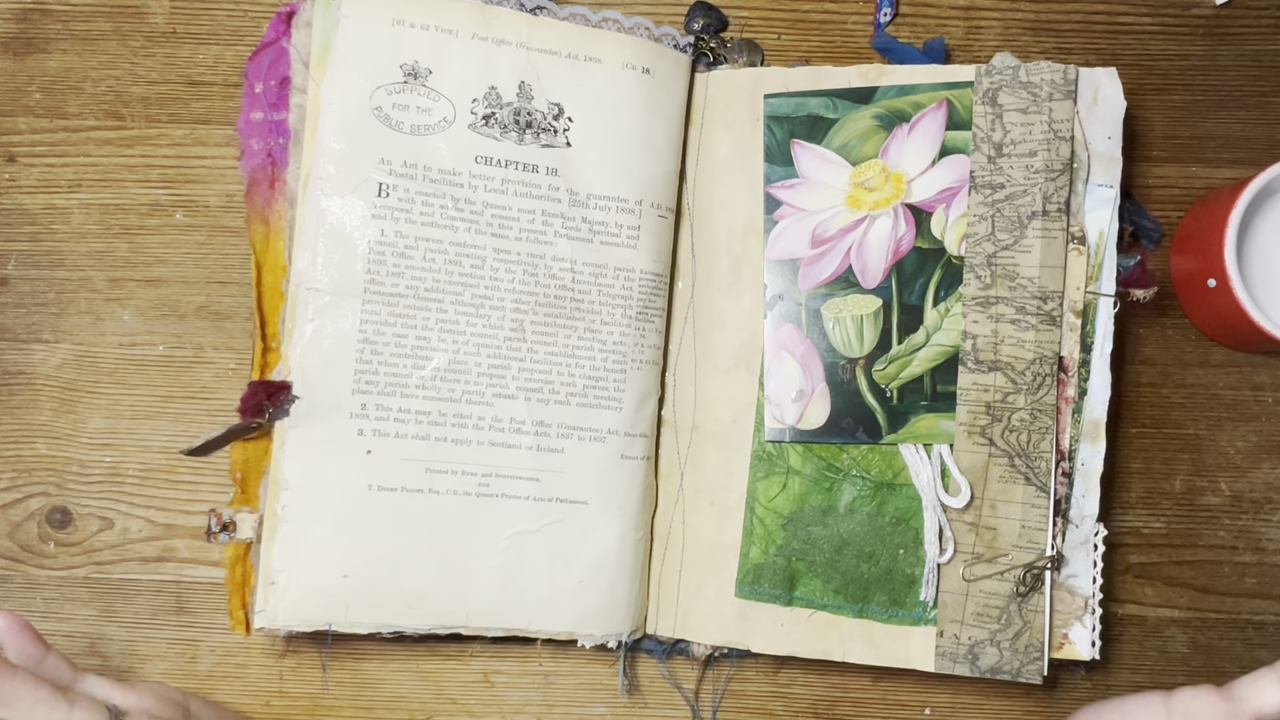 [61 & 62 VICT.] Post Office (Guarantee) Act, 1898. [CH. 18.]
SUPPLIED
FOR THE
PUBLIC SERVICE
CHAPTER 18.
An Act to make better provision for the guarantee of
Postal Facilities by Local Authorities. [25th July 1898.]
A.D. 1898
BE it enacted by the Queen's most Excellent Majesty, by and
with the advice and consent of the Lords Spiritual and
Temporal, and Commons, in this present Parliament assembled,
and by the authority of the same, as follows:
1. The powers conferred upon a rural district council, parish
council, and parish meeting respectively, by section eight of the
Post Office Act, 1891, and by the Post Office Amendment Act,
1895, as amended by section two of the Post Office and Telegraph
Act, 1897, may be exercised with reference to any post or telegraph
office, or any additional postal or other facilities provided by the
Postmaster-General although such office is established or facilities
provided outside the boundary of any contributory place or the
rural district or parish for which such council or meeting acts,
provided that the district council, parish council, or parish meeting,
as the case may be, is of opinion that the establishment of such
office or the provision of such additional facilities is for the benefit
of the contributory place or parish proposed to be charged, and
that when a district council propose to exercise such powers, the
parish council or, if there is no parish council, the parish meeting,
of any parish wholly or partly situate in any such contributory
place shall have consented thereto.
2. This Act may be cited as the Post Office (Guarantee) Act,
1898, and may be cited with the Post Office Acts, 1837 to 1897.
3. This Act shall not apply to Scotland or Ireland.
Extent of
Printed by EYRE and SPOTTISWOODE,
FOR
T. DIGBY PIGOTT, Esq., C.B., the Queen's Printer of Acts of Parliament.